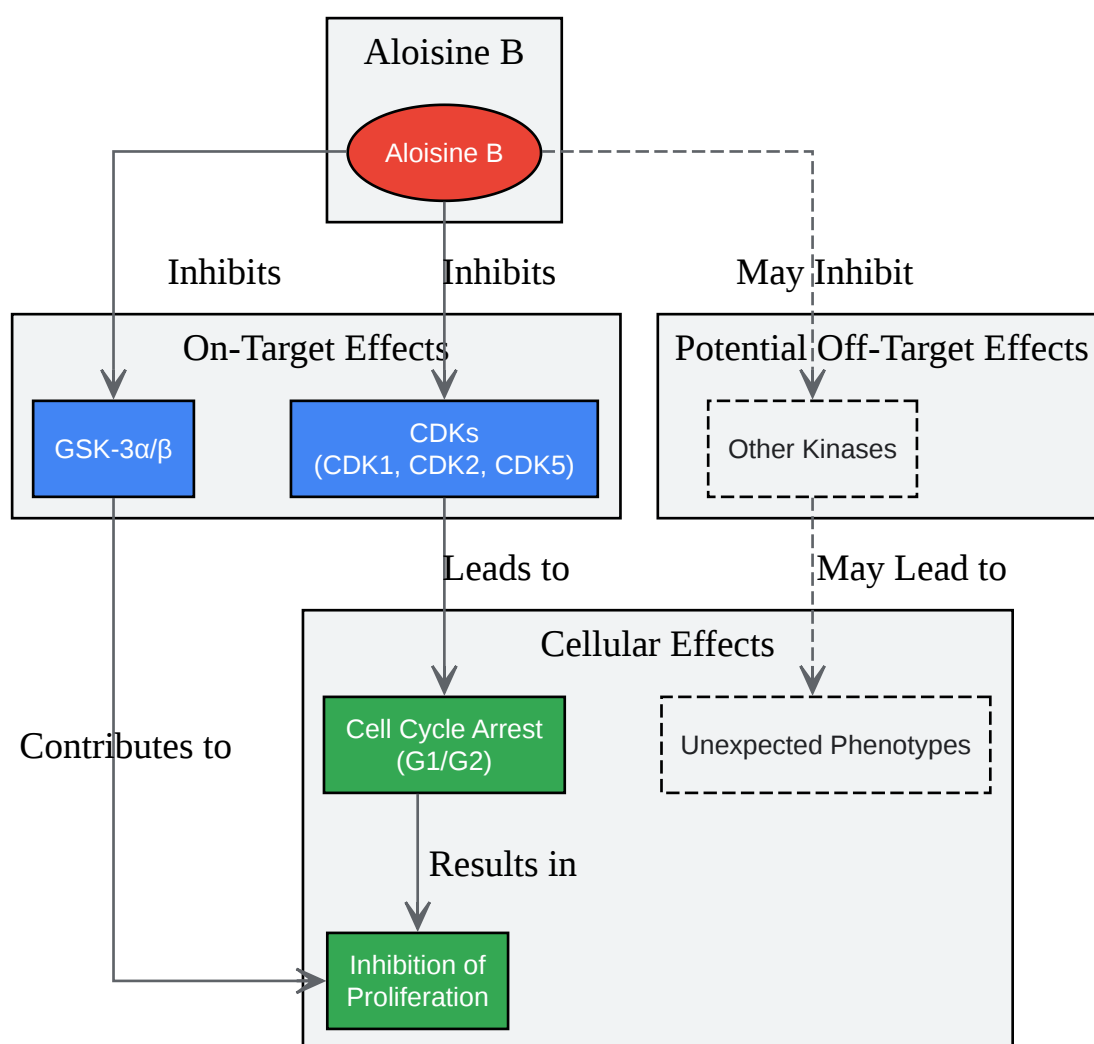 Aloisine B
Aloisine B
Inhibits
Inhibits
May Inhibit
On-Target Effects
Potential Off-Target Effects
GSK-3α/β
CDKs
(CDK1, CDK2, CDK5)
Other Kinases
Leads to
May Lead to
Cellular Effects
Cell Cycle Arrest
(G1/G2)
Unexpected Phenotypes
Contributes to
Results in
Inhibition of
Proliferation